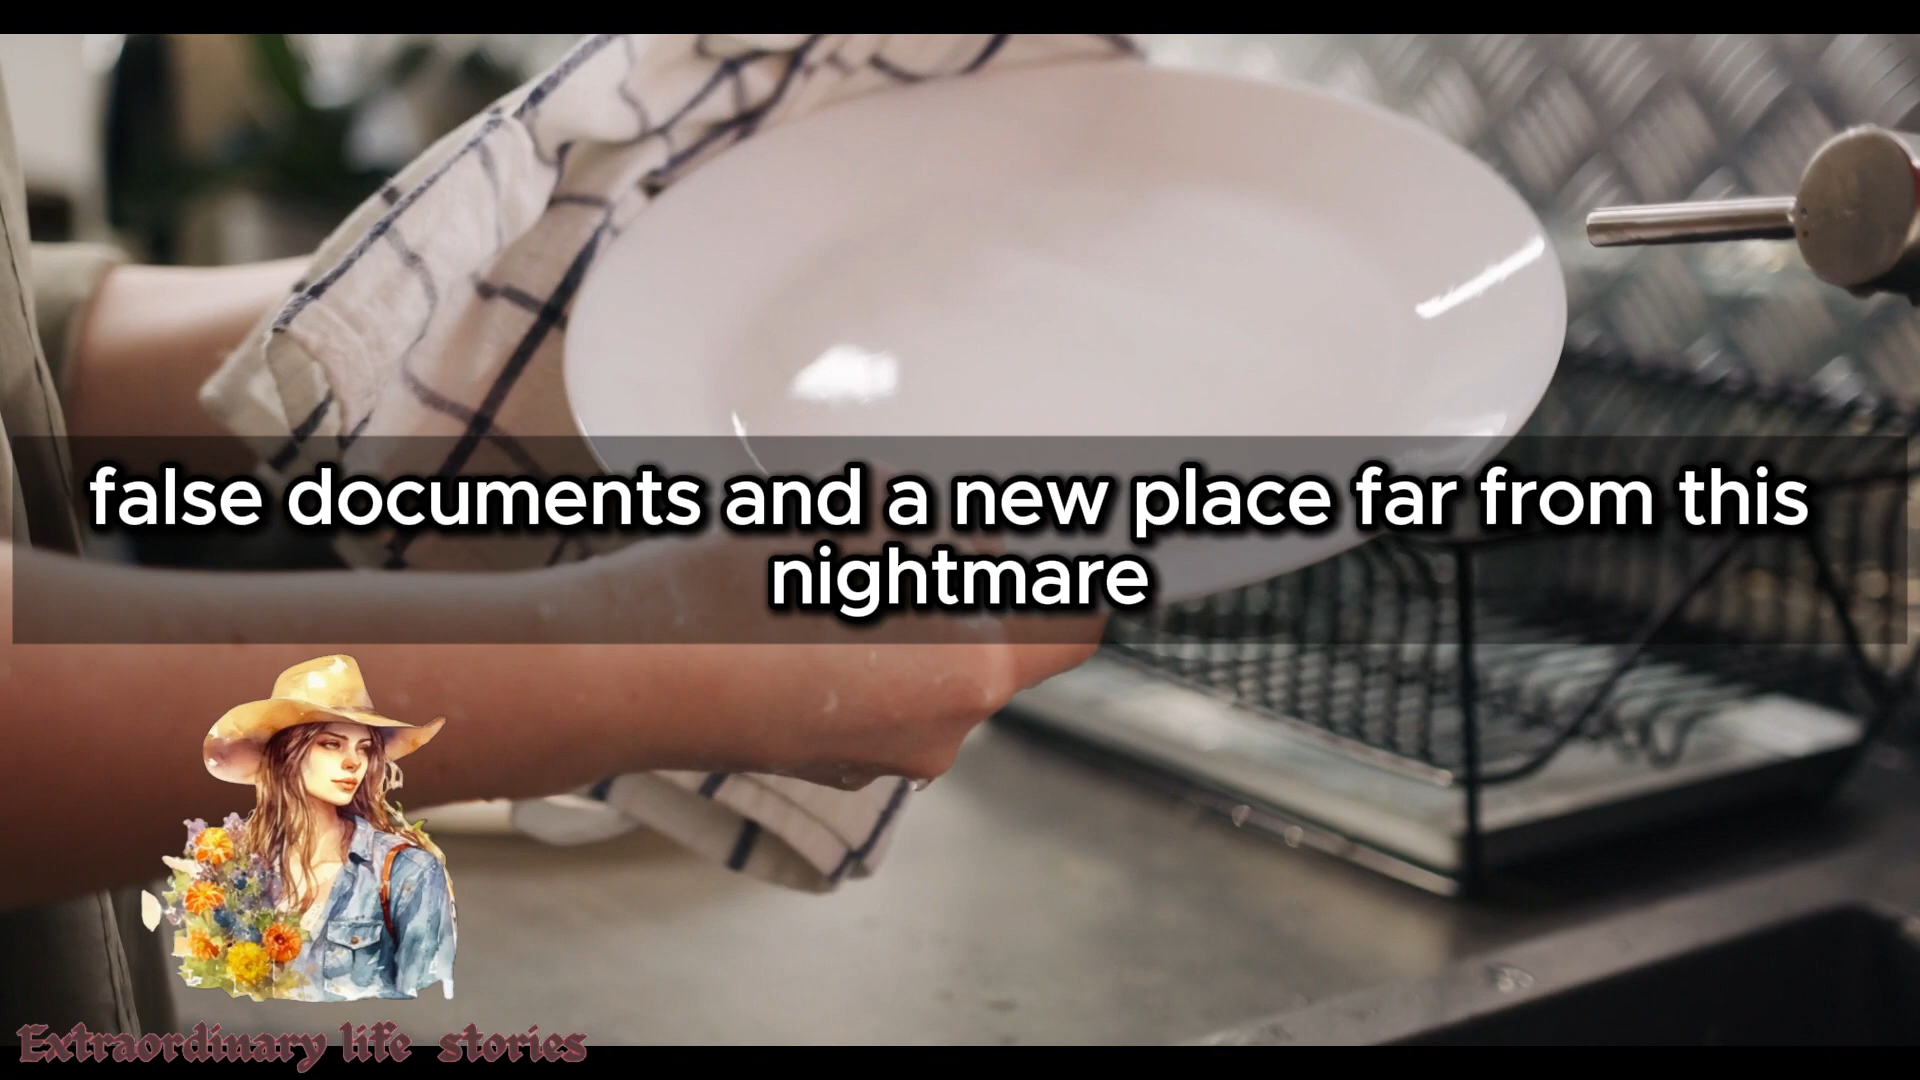 false documents and a new place far from this
nightmare
Extraordinary life stories